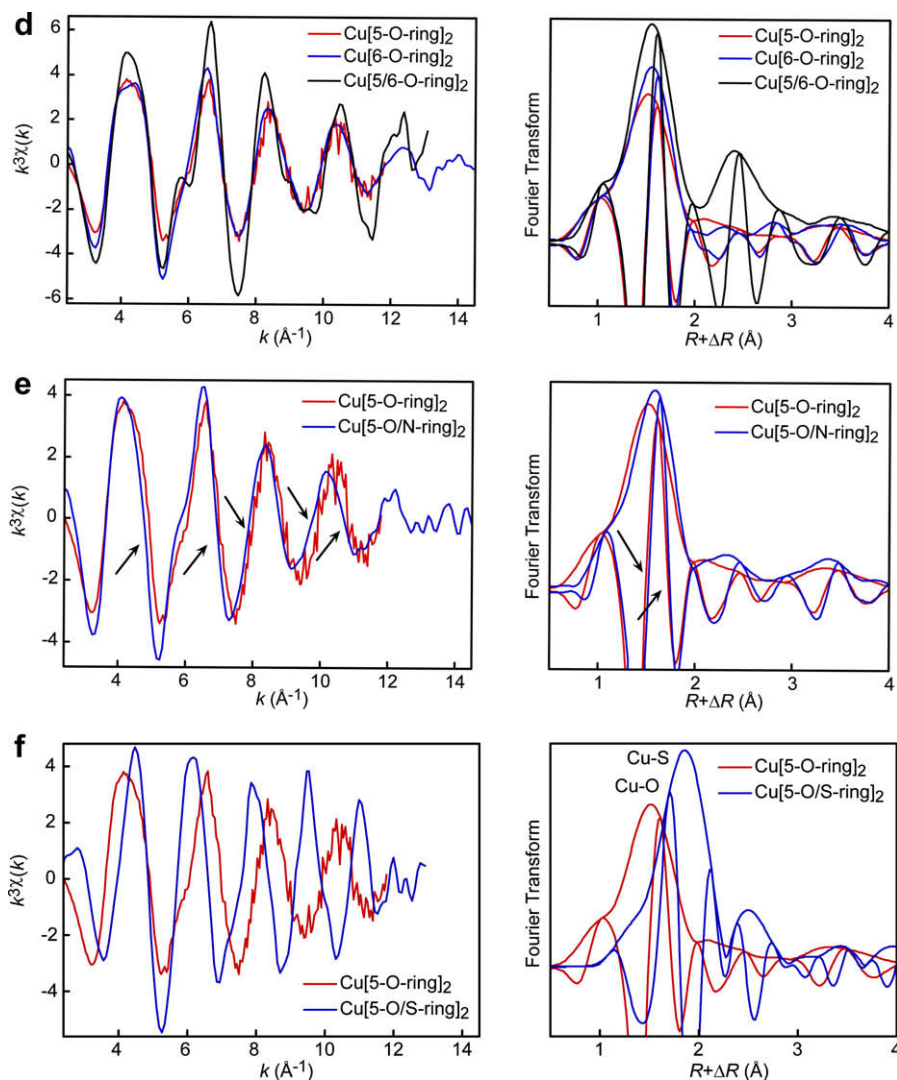 d
Cu[5-O-ring]2
Cu[6-O-ring]2
Cu[5/6-O-ring]2
k3χ(k)
6
4
2
0
-2
-4
-6
4 6 8 10 12 14
k (Å-1)
Cu[5-O-ring]2
Cu[6-O-ring]2
Cu[5/6-O-ring]2
Fourier Transform
1 2 3 4
R+ΔR (Å)
e
Cu[5-O-ring]2
Cu[5-O/N-ring]2
k3χ(k)
4
2
0
-2
-4
4 6 8 10 12 14
k (Å-1)
Cu[5-O-ring]2
Cu[5-O/N-ring]2
Fourier Transform
1 2 3 4
R+ΔR (Å)
f
k3χ(k)
4
2
0
-2
-4
Cu[5-O-ring]2
Cu[5-O/S-ring]2
4 6 8 10 12 14
k (Å-1)
Cu-S
Cu-O
Cu[5-O-ring]2
Cu[5-O/S-ring]2
Fourier Transform
1 2 3 4
R+ΔR (Å)